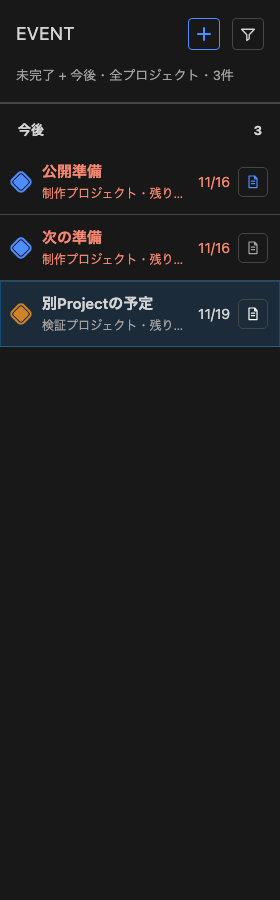 EVENT
未完了 + 今後・全プロジェクト・3件
今後 3
公開準備
制作プロジェクト・残り… 11/16
次の準備
制作プロジェクト・残り… 11/16
別Projectの予定
検証プロジェクト・残り… 11/19